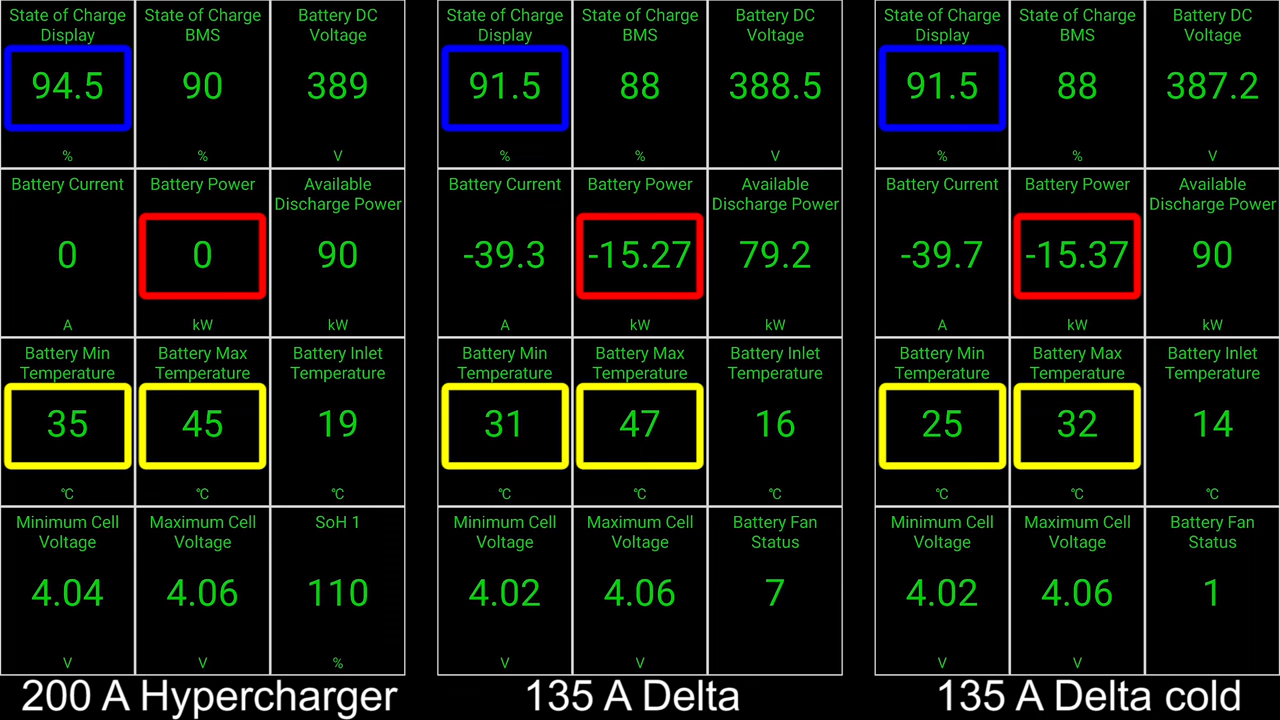 State of Charge
Display
94.5
%
State of Charge
BMS
90
%
Battery DC
Voltage
389
V
Battery Current
0
A
Battery Power
0
kW
Available
Discharge Power
90
kW
Battery Min
Temperature
35
°C
Battery Max
Temperature
45
°C
Battery Inlet
Temperature
19
°C
Minimum Cell
Voltage
4.04
V
Maximum Cell
Voltage
4.06
V
SoH 1
110
%
200 A Hypercharger
State of Charge
Display
91.5
%
State of Charge
BMS
88
%
Battery DC
Voltage
388.5
V
Battery Current
-39.3
A
Battery Power
-15.27
kW
Available
Discharge Power
79.2
kW
Battery Min
Temperature
31
°C
Battery Max
Temperature
47
°C
Battery Inlet
Temperature
16
°C
Minimum Cell
Voltage
4.02
V
Maximum Cell
Voltage
4.06
V
Battery Fan
Status
7
135 A Delta
State of Charge
Display
91.5
%
State of Charge
BMS
88
%
Battery DC
Voltage
387.2
V
Battery Current
-39.7
A
Battery Power
-15.37
kW
Available
Discharge Power
90
kW
Battery Min
Temperature
25
°C
Battery Max
Temperature
32
°C
Battery Inlet
Temperature
14
°C
Minimum Cell
Voltage
4.02
V
Maximum Cell
Voltage
4.06
V
Battery Fan
Status
1
135 A Delta cold